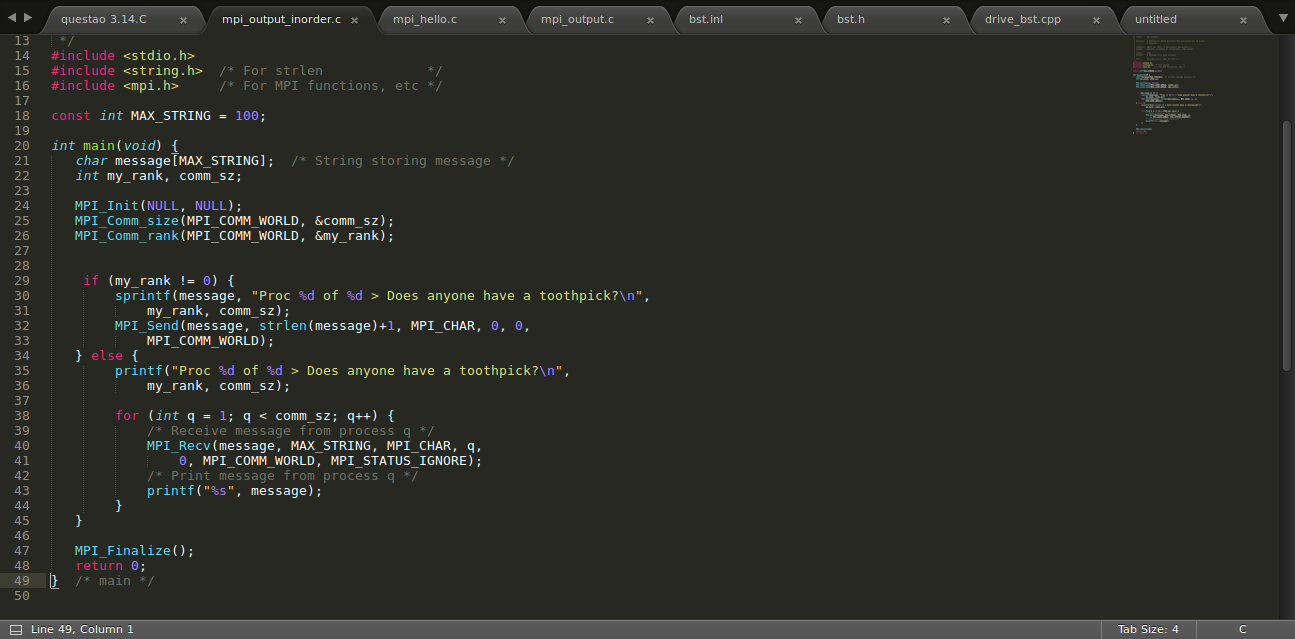 questao 3.14.C × mpi_output_inorder.c × mpi_hello.c × mpi_output.c × bst.inl × bst.h × drive_bst.cpp × untitled ×
13 */
14 #include <stdio.h>
15 #include <string.h>  /* For strlen             */
16 #include <mpi.h>     /* For MPI functions, etc */
17
18 const int MAX_STRING = 100;
19
20 int main(void) {
21    char message[MAX_STRING];  /* String storing message */
22    int my_rank, comm_sz;
23
24    MPI_Init(NULL, NULL);
25    MPI_Comm_size(MPI_COMM_WORLD, &comm_sz);
26    MPI_Comm_rank(MPI_COMM_WORLD, &my_rank);
27
28
29     if (my_rank != 0) {
30         sprintf(message, "Proc %d of %d > Does anyone have a toothpick?\n",
31             my_rank, comm_sz);
32         MPI_Send(message, strlen(message)+1, MPI_CHAR, 0, 0,
33             MPI_COMM_WORLD);
34    } else {
35         printf("Proc %d of %d > Does anyone have a toothpick?\n",
36             my_rank, comm_sz);
37
38         for (int q = 1; q < comm_sz; q++) {
39             /* Receive message from process q */
40             MPI_Recv(message, MAX_STRING, MPI_CHAR, q,
41                 0, MPI_COMM_WORLD, MPI_STATUS_IGNORE);
42             /* Print message from process q */
43             printf("%s", message);
44         }
45    }
46
47    MPI_Finalize();
48    return 0;
49 }  /* main */
50
Line 49, Column 1 Tab Size: 4 C